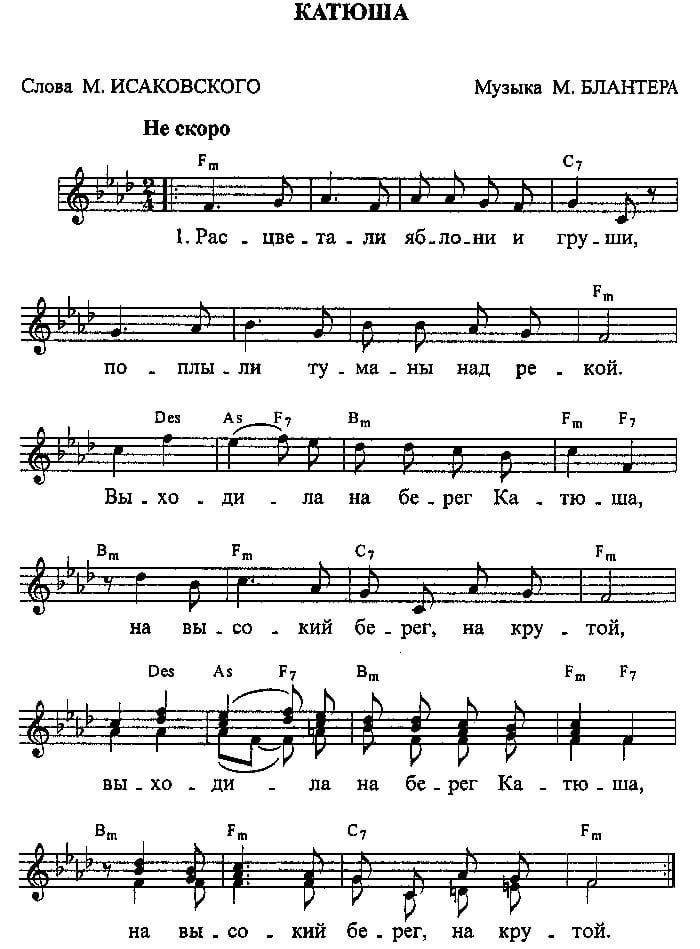 КАТЮША
Слова М. ИСАКОВСКОГО Музыка М. БЛАНТЕРА
Не скоро
Fm C7
2/4
1. Рас - цве - та - ли яб - ло - ни и гру - ши,
Fm
по - плы - ли ту - ма - ны над ре - кой.
Des As F7 Bm Fm F7
Вы - хо - ди - ла на бе - рег Ка - тю - ша,
Bm Fm C7 Fm
на вы - со - кий бе - рег, на кру - той,
Des As F7 Bm Fm F7
вы - хо - ди - ла на бе - рег Ка - тю - ша,
Bm Fm C7 Fm
на вы - со - кий бе - рег, на кру - той.